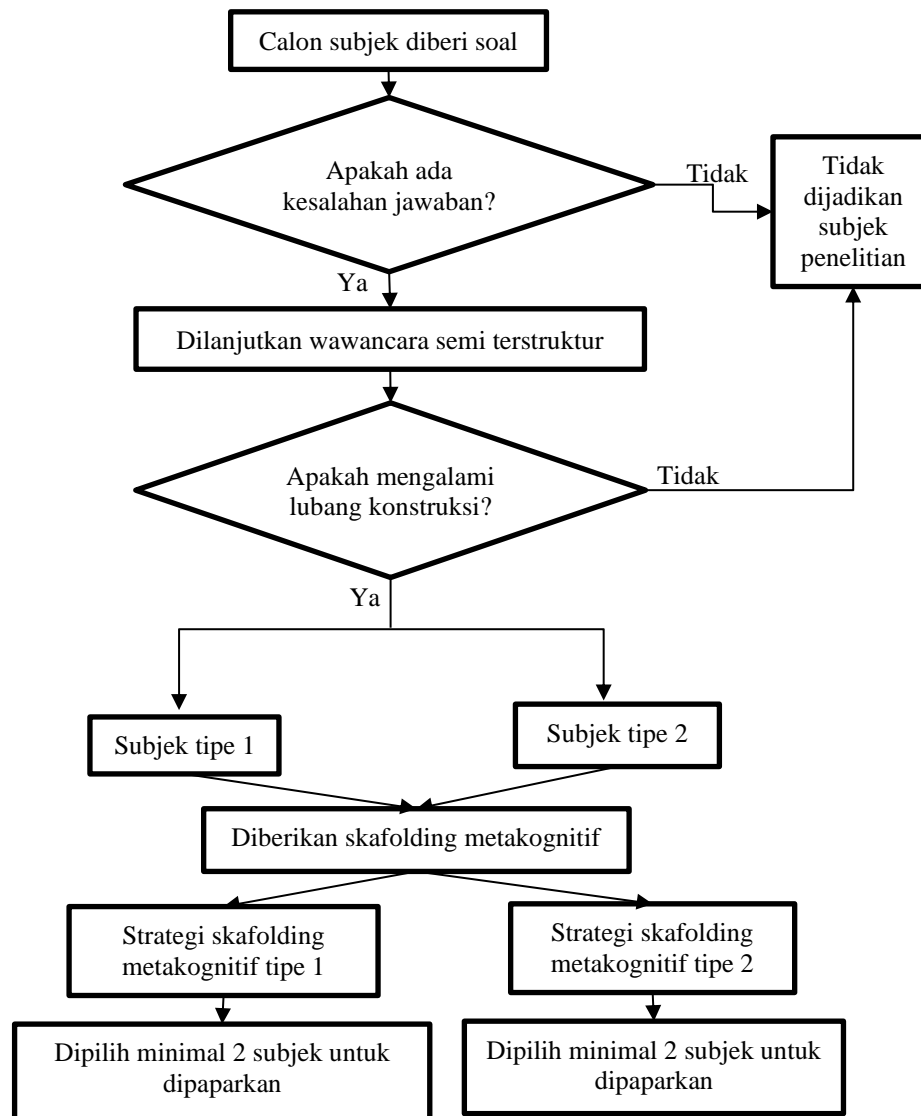 Calon subjek diberi soal
Apakah ada
kesalahan jawaban?
Tidak
Tidak
dijadikan
subjek
penelitian
Ya
Dilanjutkan wawancara semi terstruktur
Apakah mengalami
lubang konstruksi?
Tidak
Ya
Subjek tipe 1
Subjek tipe 2
Diberikan skafolding metakognitif
Strategi skafolding
metakognitif tipe 1
Strategi skafolding
metakognitif tipe 2
Dipilih minimal 2 subjek untuk
dipaparkan
Dipilih minimal 2 subjek untuk
dipaparkan